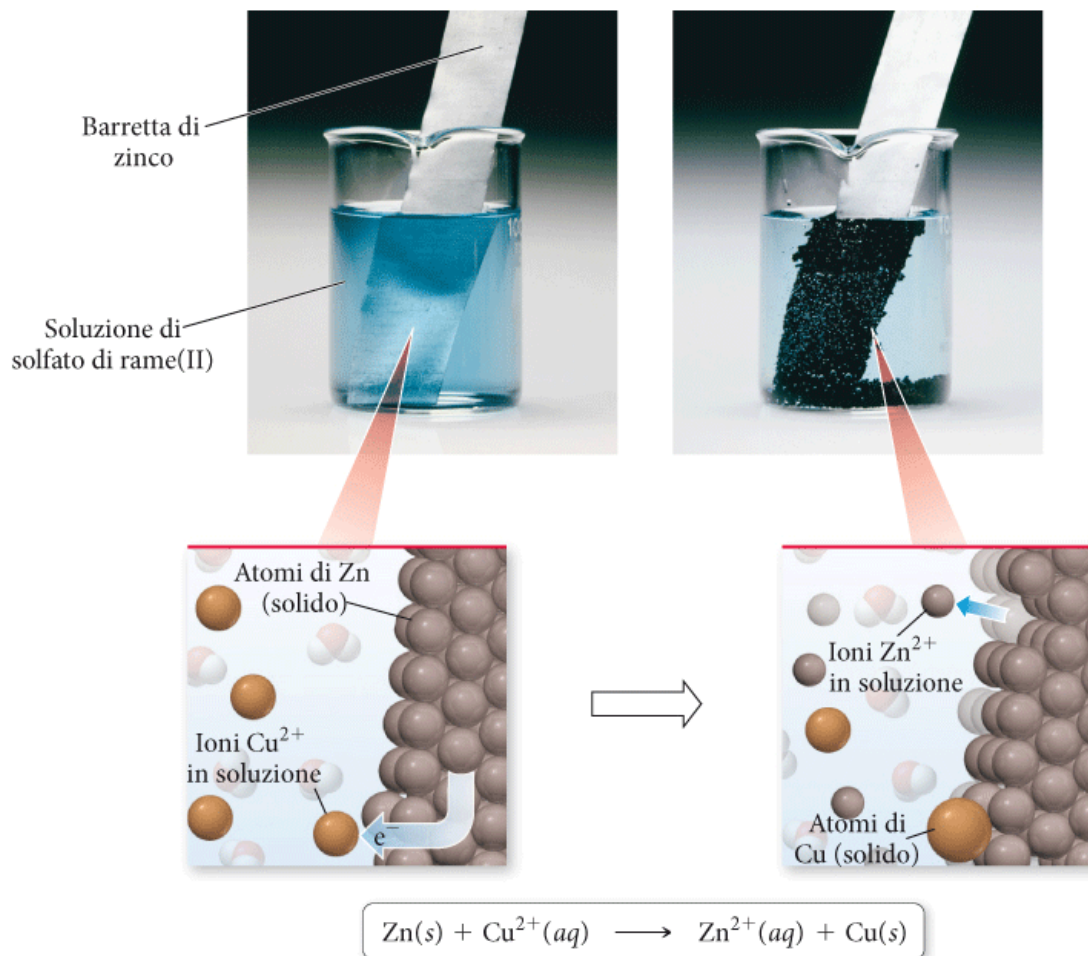 Barretta di
zinco
Soluzione di
solfato di rame(II)
10
Atomi di Zn
(solido)
Ioni Cu²⁺
in soluzione
e⁻
Ioni Zn²⁺
in soluzione
Atomi di
Cu (solido)
Zn(s) + Cu²⁺(aq) ⟶ Zn²⁺(aq) + Cu(s)